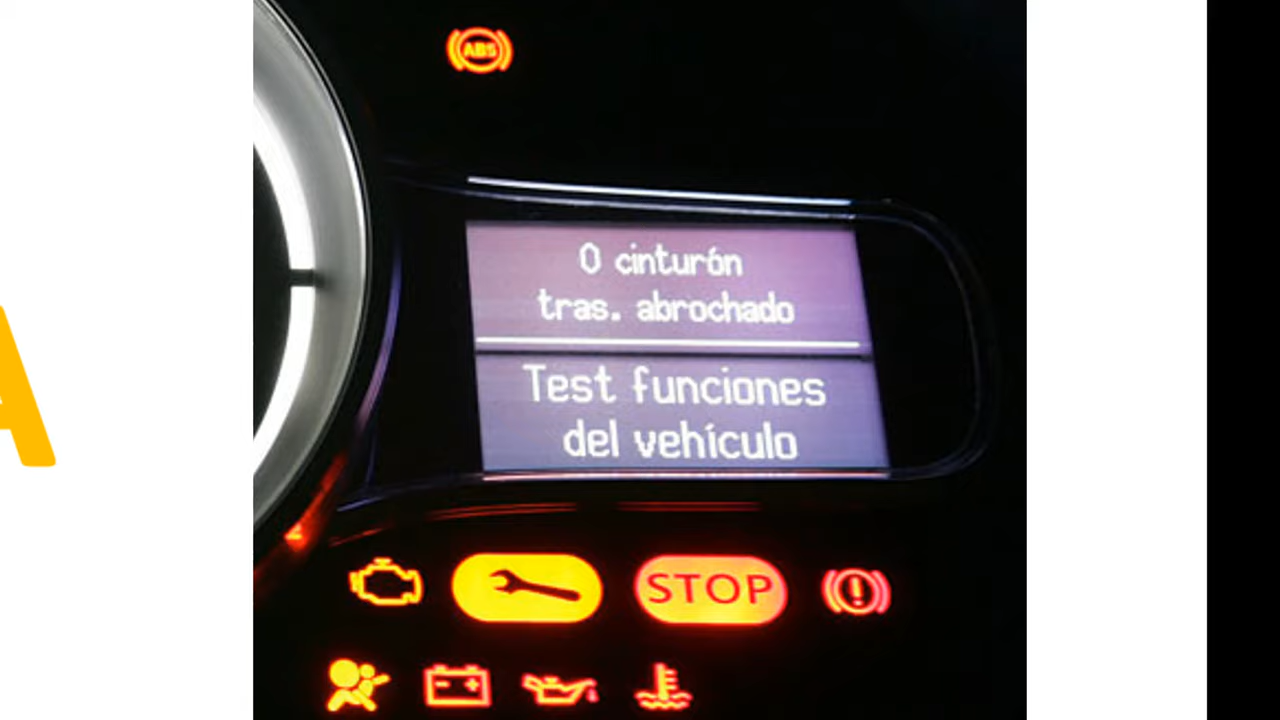 ABS
0 cinturón
tras. abrochado
Test funciones
del vehículo
STOP
A